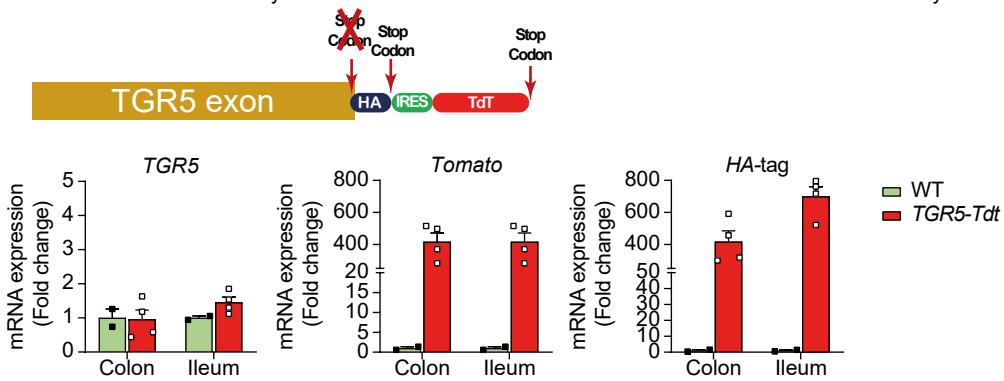 Stop
Codon
Stop
Codon
Stop
Codon
TGR5 exon
HA
IRES
TdT
TGR5
mRNA expression
(Fold change)
5
4
3
2
1
0
Colon
Ileum
Tomato
mRNA expression
(Fold change)
800
600
400
20
15
10
5
0
Colon
Ileum
HA-tag
mRNA expression
(Fold change)
800
600
400
50
40
30
20
10
0
Colon
Ileum
WT
TGR5-Tdt